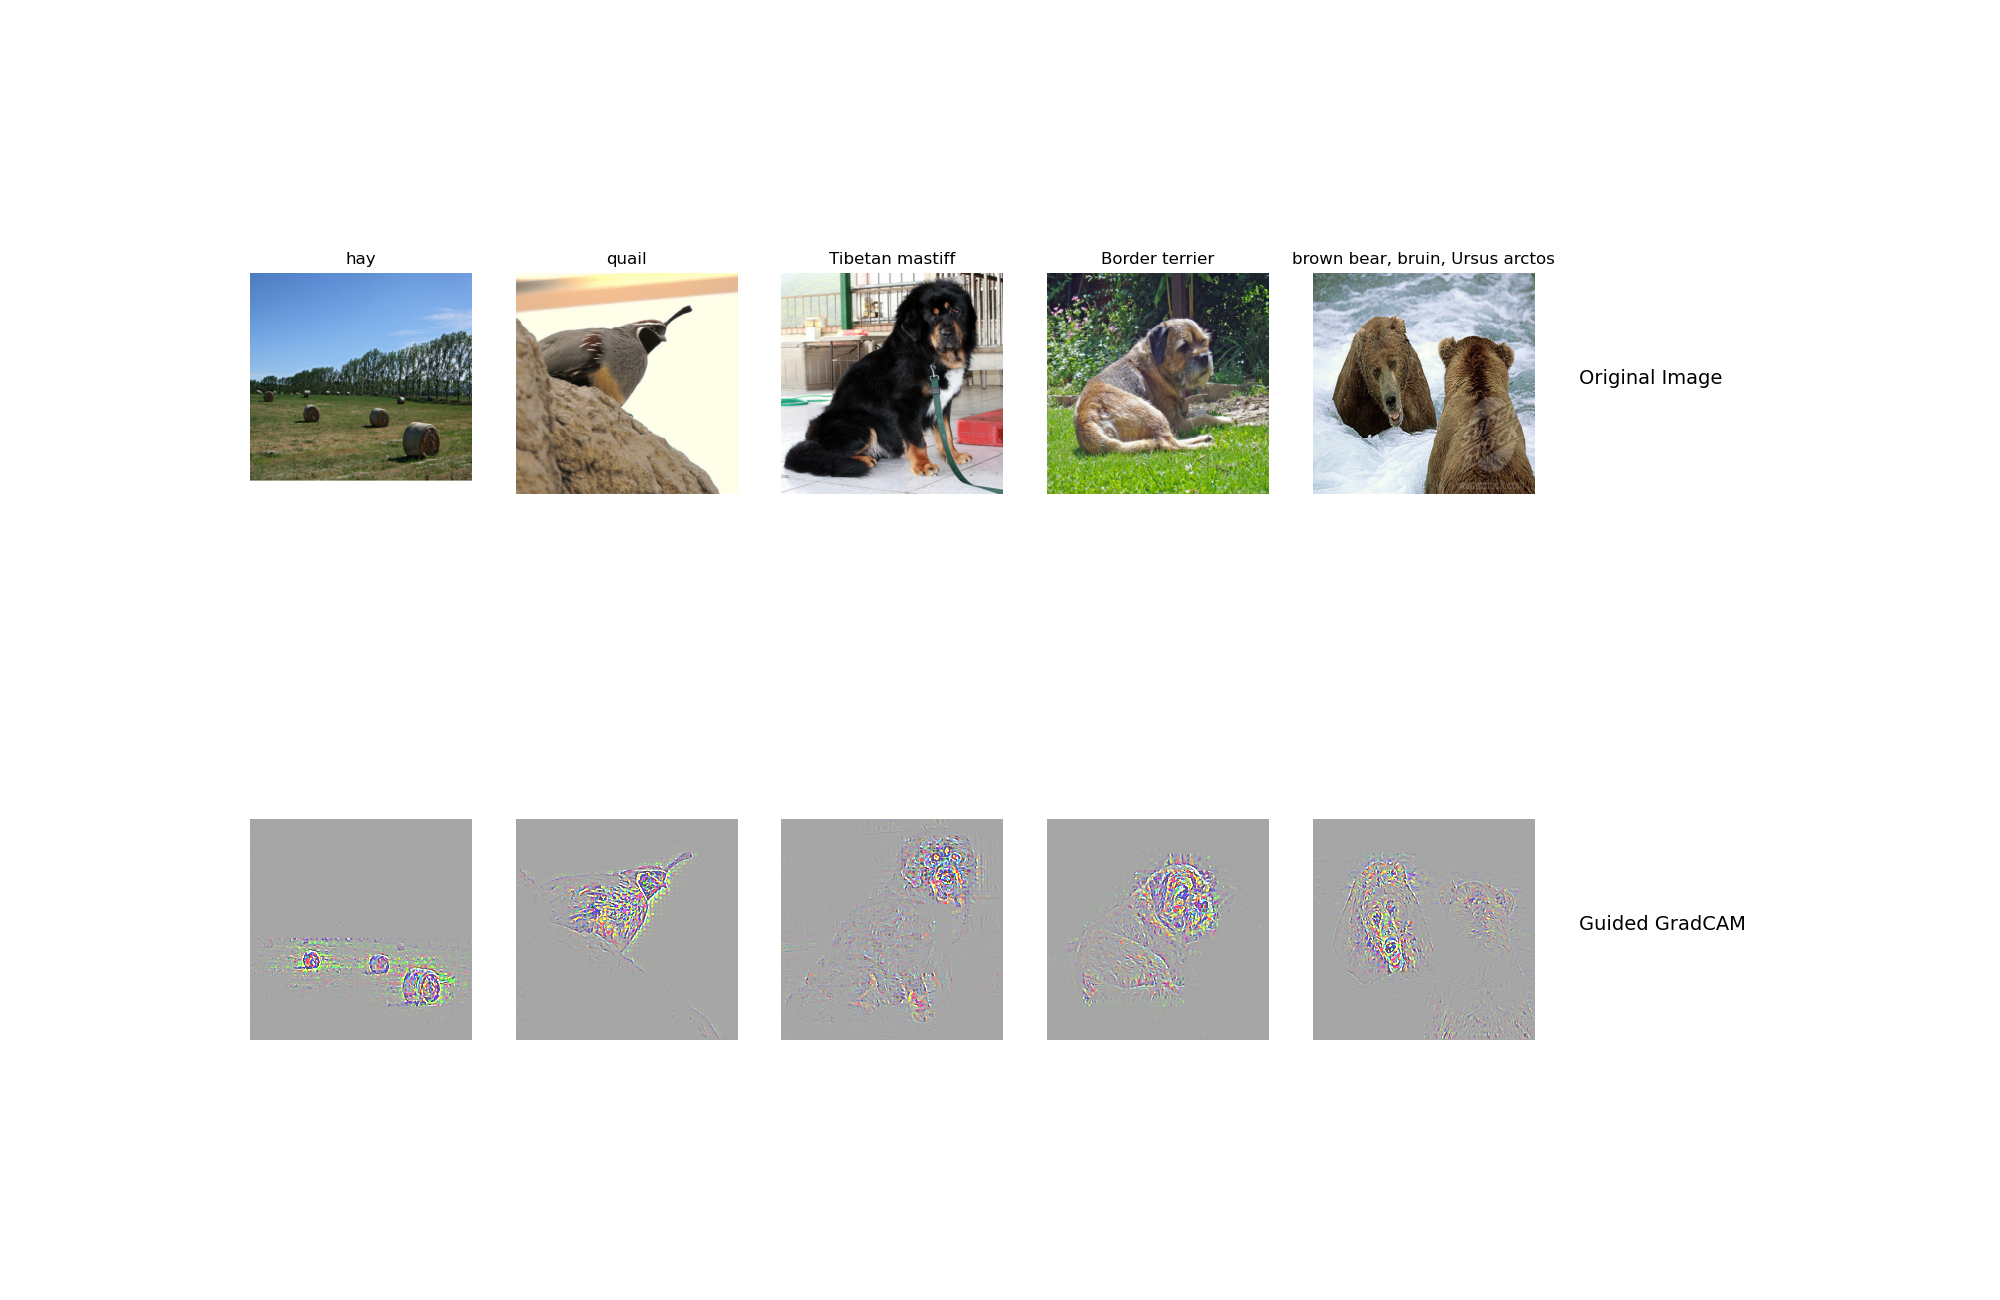 hay
quail
Tibetan mastiff
Border terrier
brown bear, bruin, Ursus arctos
Original Image
Guided GradCAM